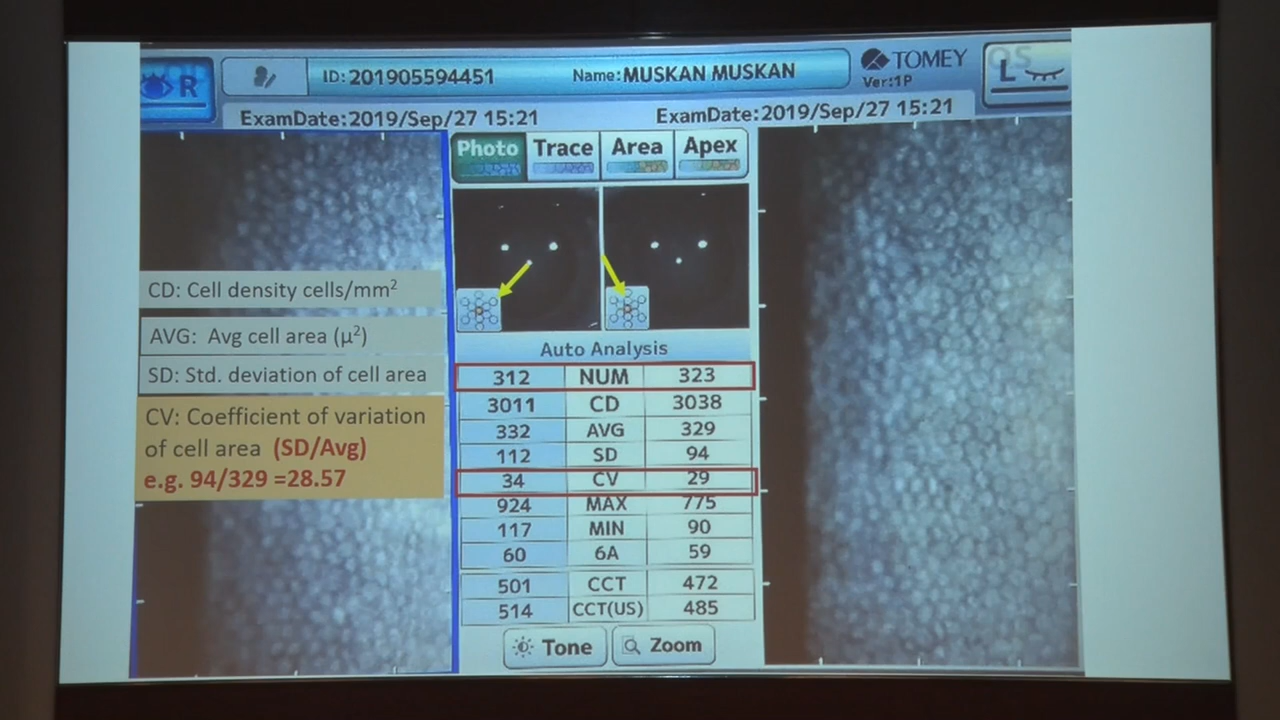 R
ID:201905594451
Name:MUSKAN MUSKAN
TOMEY
Ver:1P
OS
L
ExamDate:2019/Sep/27 15:21
ExamDate:2019/Sep/27 15:21
Photo
Trace
Area
Apex
CD: Cell density cells/mm²
AVG: Avg cell area (μ²)
SD: Std. deviation of cell area
CV: Coefficient of variation
of cell area (SD/Avg)
e.g. 94/329 =28.57
Auto Analysis
312 NUM 323
3011 CD 3038
332 AVG 329
112 SD 94
34 CV 29
924 MAX 775
117 MIN 90
60 6A 59
501 CCT 472
514 CCT(US) 485
Tone
Zoom